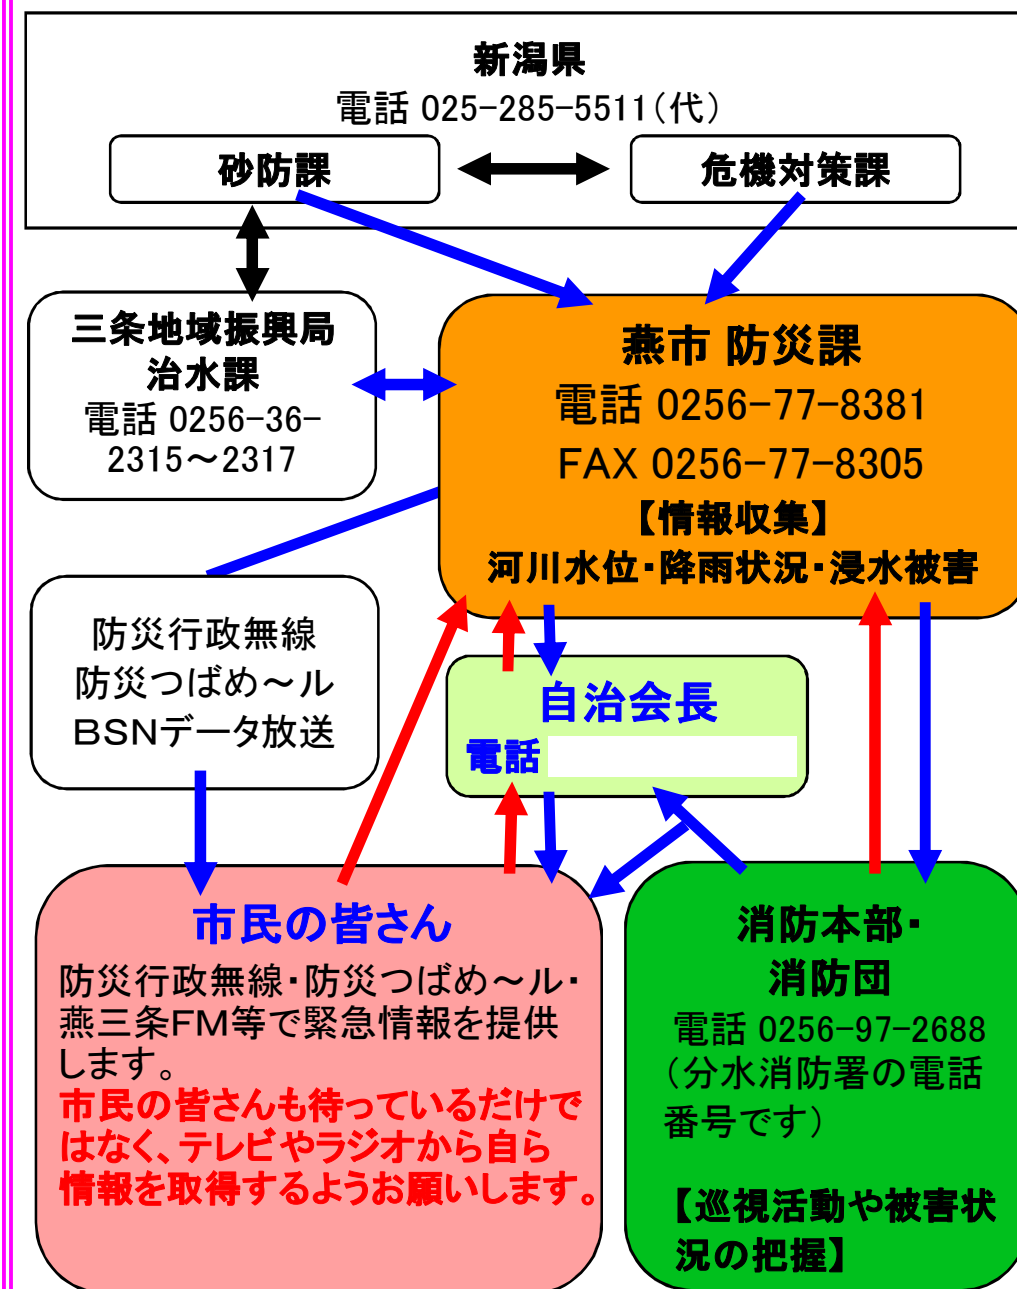 新潟県
電話 025-285-5511（代）
砂防課
危機対策課
三条地域振興局
治水課
電話 0256-36-
2315～2317
燕市 防災課
電話 0256-77-8381
FAX 0256-77-8305
【情報収集】
河川水位・降雨状況・浸水被害
防災行政無線
防災つばめ～ル
BSNデータ放送
自治会長
電話
市民の皆さん
防災行政無線・防災つばめ～ル・
燕三条FM等で緊急情報を提供
します。
市民の皆さんも待っているだけで
はなく、テレビやラジオから自ら
情報を取得するようお願いします。
消防本部・
消防団
電話 0256-97-2688
（分水消防署の電話
番号です）
【巡視活動や被害状
況の把握】